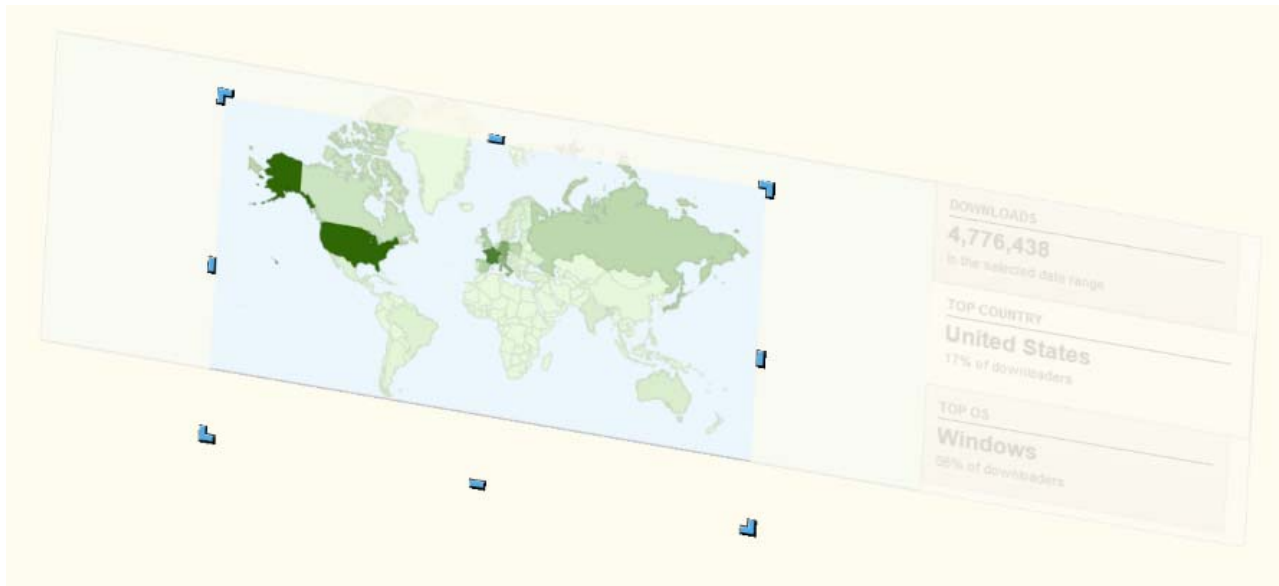 DOWNLOADS
4,776,438
in the selected date range
TOP COUNTRY
United States
17% of downloaders
TOP OS
Windows
56% of downloaders